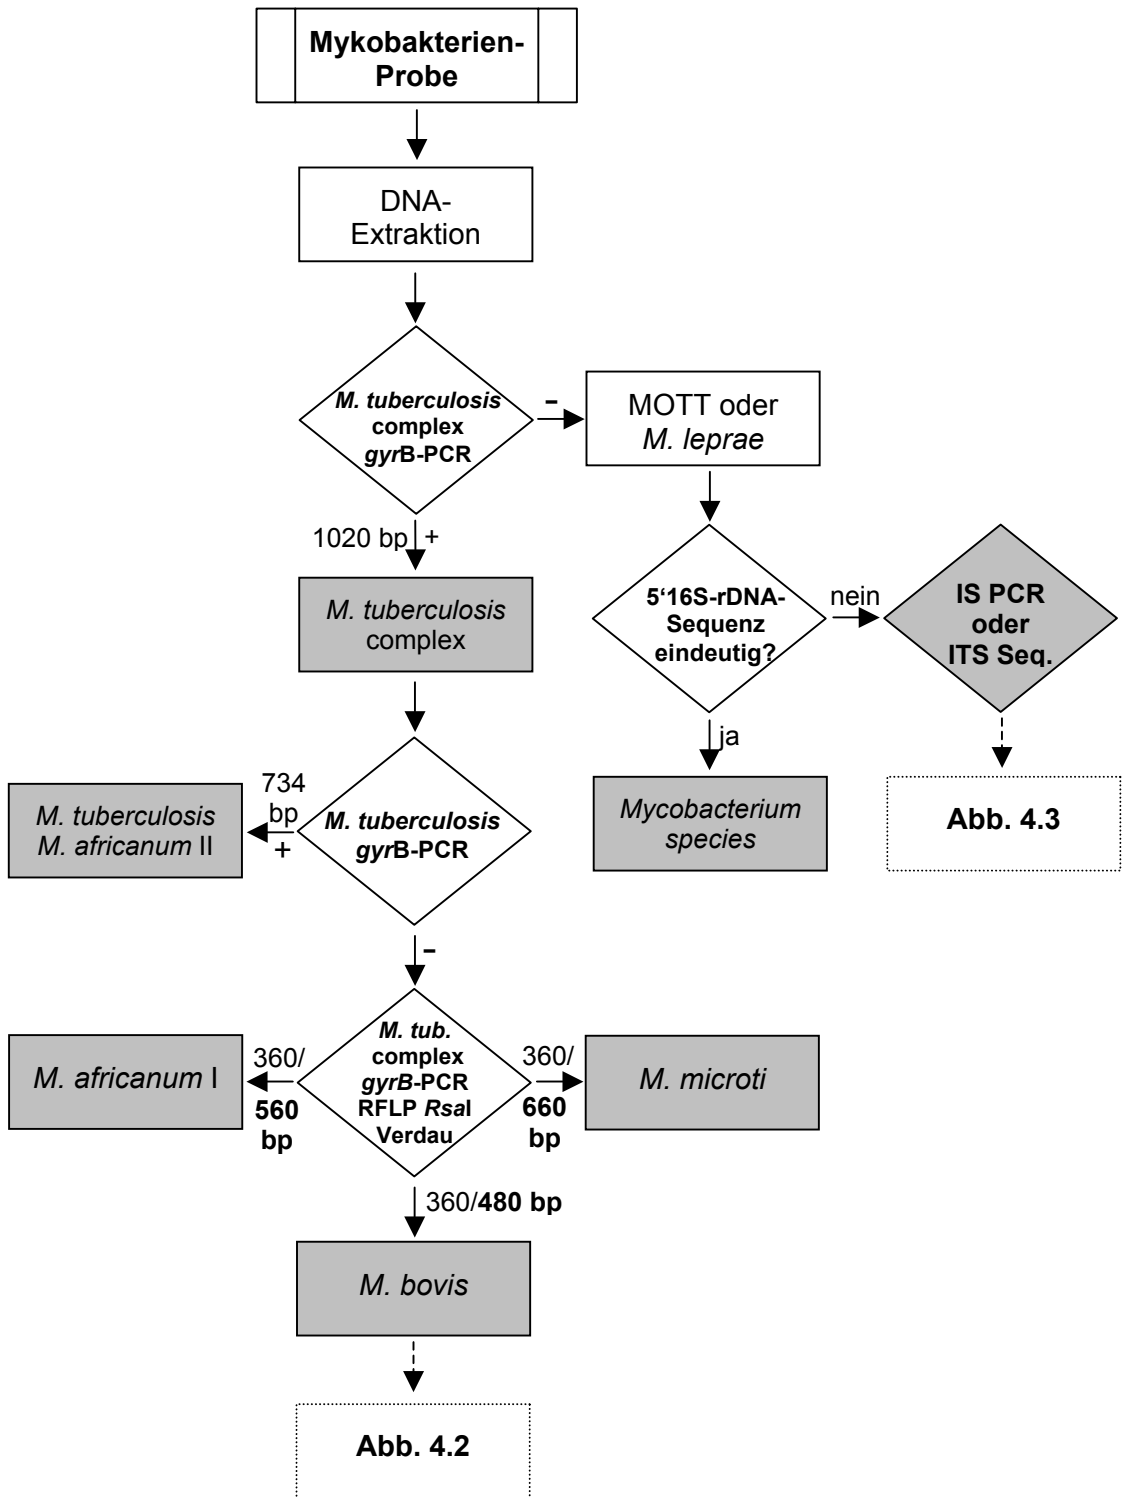 Mykobakterien-
Probe
DNA-
Extraktion
M. tuberculosis
complex
gyrB-PCR
-
MOTT oder
M. leprae
1020 bp
+
M. tuberculosis
complex
5‘16S-rDNA-
Sequenz
eindeutig?
nein
IS PCR
oder
ITS Seq.
ja
Mycobacterium
species
Abb. 4.3
M. tuberculosis
gyrB-PCR
734
bp
+
M. tuberculosis
M. africanum II
-
M. tub.
complex
gyrB-PCR
RFLP RsaI
Verdau
360/
560
bp
M. africanum I
360/
660
bp
M. microti
360/480 bp
M. bovis
Abb. 4.2